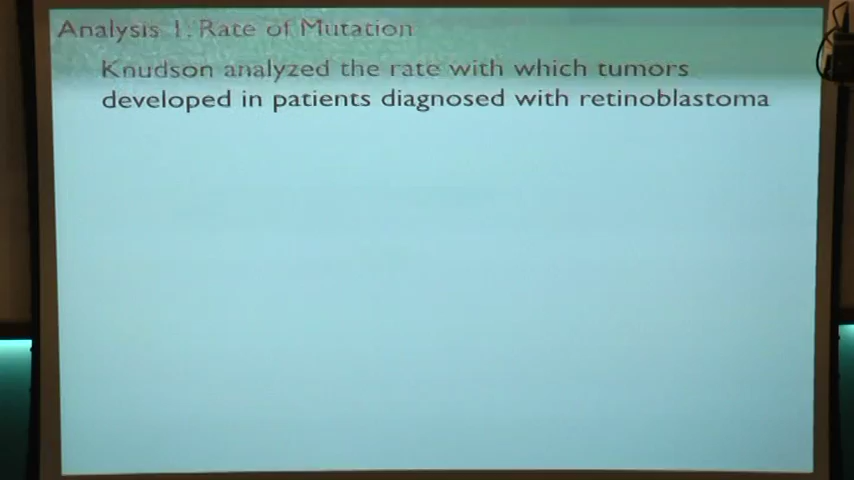 Analysis 1. Rate of Mutation
Knudson analyzed the rate with which tumors
developed in patients diagnosed with retinoblastoma